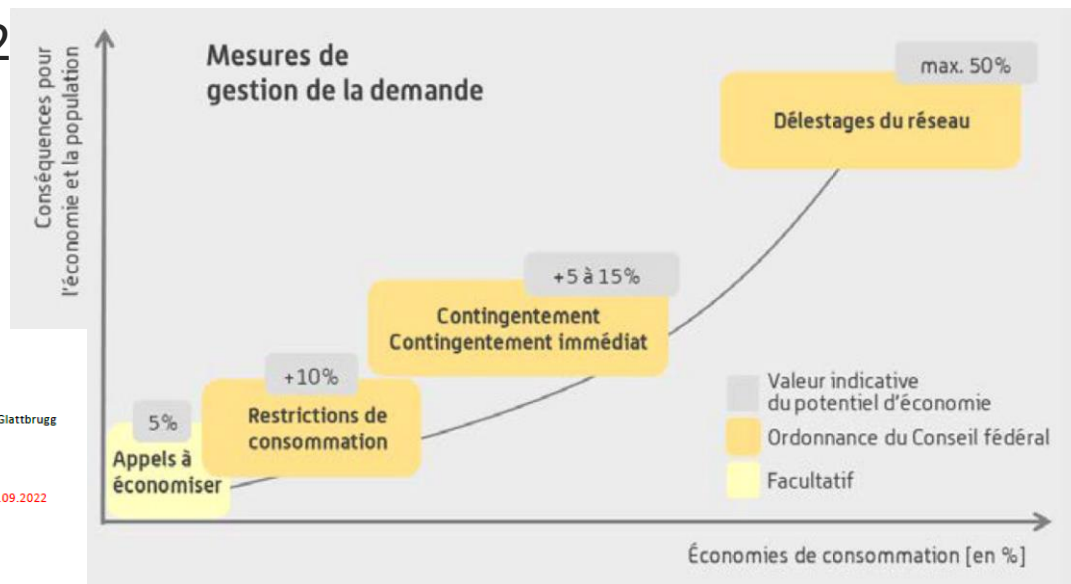 2
Mesures de
gestion de la demande
Conséquences pour
l'économie et la population
max. 50%
Délestages du réseau
+5 à 15%
Contingentement
Contingentement immédiat
+10%
Restrictions de
consommation
5%
Appels à
économiser
Valeur indicative
du potentiel d'économie
Ordonnance du Conseil fédéral
Facultatif
Économies de consommation [en %]
Glattbrugg
.09.2022